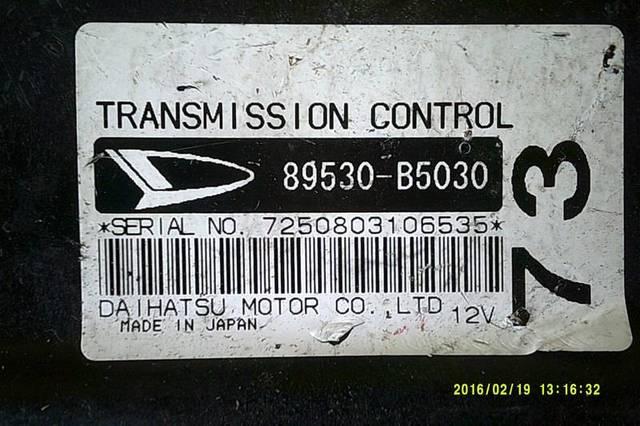 TRANSMISSION CONTROL
89530-B5030
*SERIAL NO. 7250803106535*
DAIHATSU MOTOR CO.,LTD
MADE IN JAPAN 12V
73
2016/02/19 13:16:32